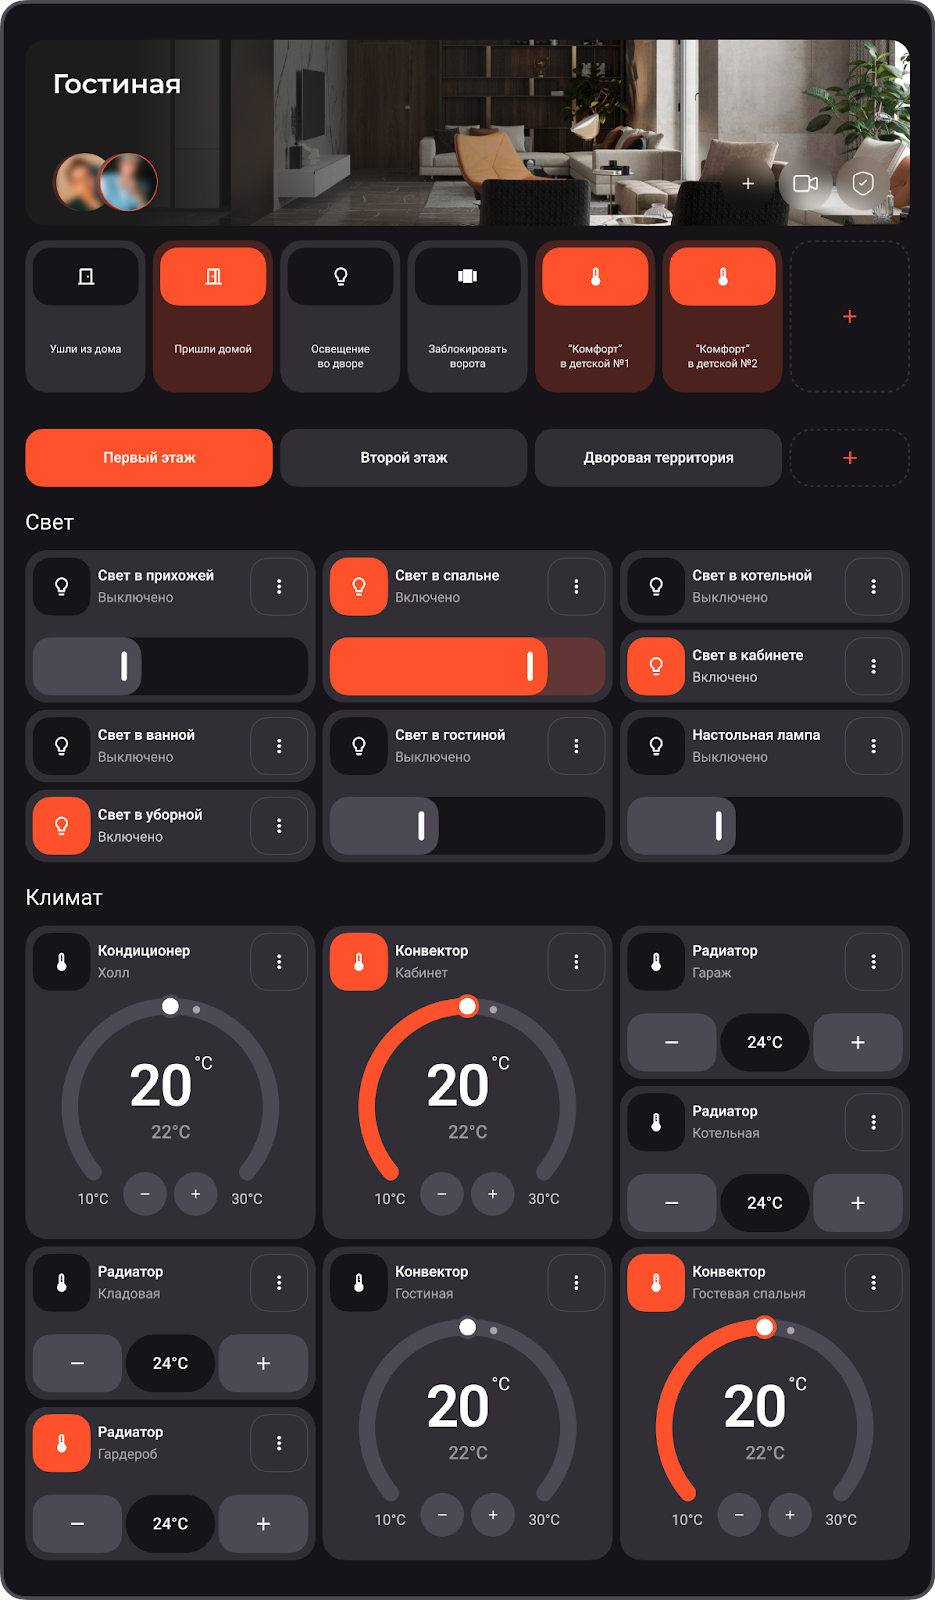 Гостиная
Ушли из дома
Пришли домой
Освещение
во дворе
Заблокировать
ворота
“Комфорт”
в детской №1
“Комфорт”
в детской №2
+
Первый этаж
Второй этаж
Дворовая территория
+
Свет
Свет в прихожей
Выключено
Свет в спальне
Включено
Свет в котельной
Выключено
Свет в кабинете
Включено
Свет в ванной
Выключено
Свет в гостиной
Выключено
Настольная лампа
Выключено
Свет в уборной
Включено
Климат
Кондиционер
Холл
20 °C
22°C
10°C − + 30°C
Конвектор
Кабинет
20 °C
22°C
10°C − + 30°C
Радиатор
Гараж
− 24°C +
Радиатор
Котельная
− 24°C +
Радиатор
Кладовая
− 24°C +
Радиатор
Гардероб
− 24°C +
Конвектор
Гостиная
20 °C
22°C
10°C − + 30°C
Конвектор
Гостевая спальня
20 °C
22°C
10°C − + 30°C